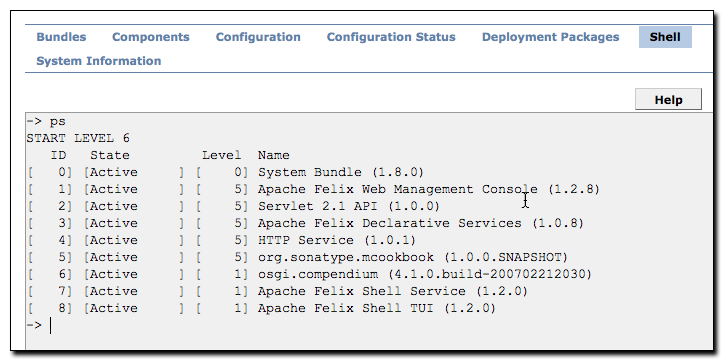 Bundles Components Configuration Configuration Status Deployment Packages Shell
System Information
Help
-> ps
START LEVEL 6
   ID   State         Level  Name
[   0] [Active     ] [    0] System Bundle (1.8.0)
[   1] [Active     ] [    5] Apache Felix Web Management Console (1.2.8)
[   2] [Active     ] [    5] Servlet 2.1 API (1.0.0)
[   3] [Active     ] [    5] Apache Felix Declarative Services (1.0.8)
[   4] [Active     ] [    5] HTTP Service (1.0.1)
[   5] [Active     ] [    5] org.sonatype.mcookbook (1.0.0.SNAPSHOT)
[   6] [Active     ] [    1] osgi.compendium (4.1.0.build-200702212030)
[   7] [Active     ] [    1] Apache Felix Shell Service (1.2.0)
[   8] [Active     ] [    1] Apache Felix Shell TUI (1.2.0)
->